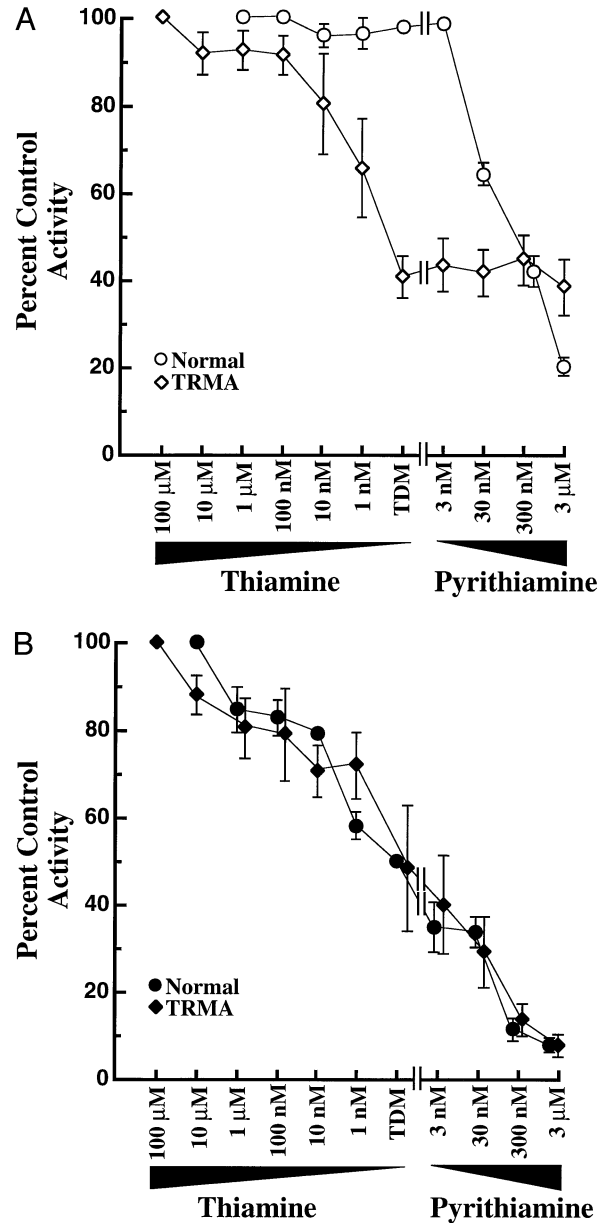 A
Percent Control
Activity
100
80
60
40
20
0
Normal
TRMA
100 μM
10 μM
1 μM
100 nM
10 nM
1 nM
TDM
3 nM
30 nM
300 nM
3 μM
Thiamine
Pyrithiamine
B
Percent Control
Activity
100
80
60
40
20
0
Normal
TRMA
100 μM
10 μM
1 μM
100 nM
10 nM
1 nM
TDM
3 nM
30 nM
300 nM
3 μM
Thiamine
Pyrithiamine